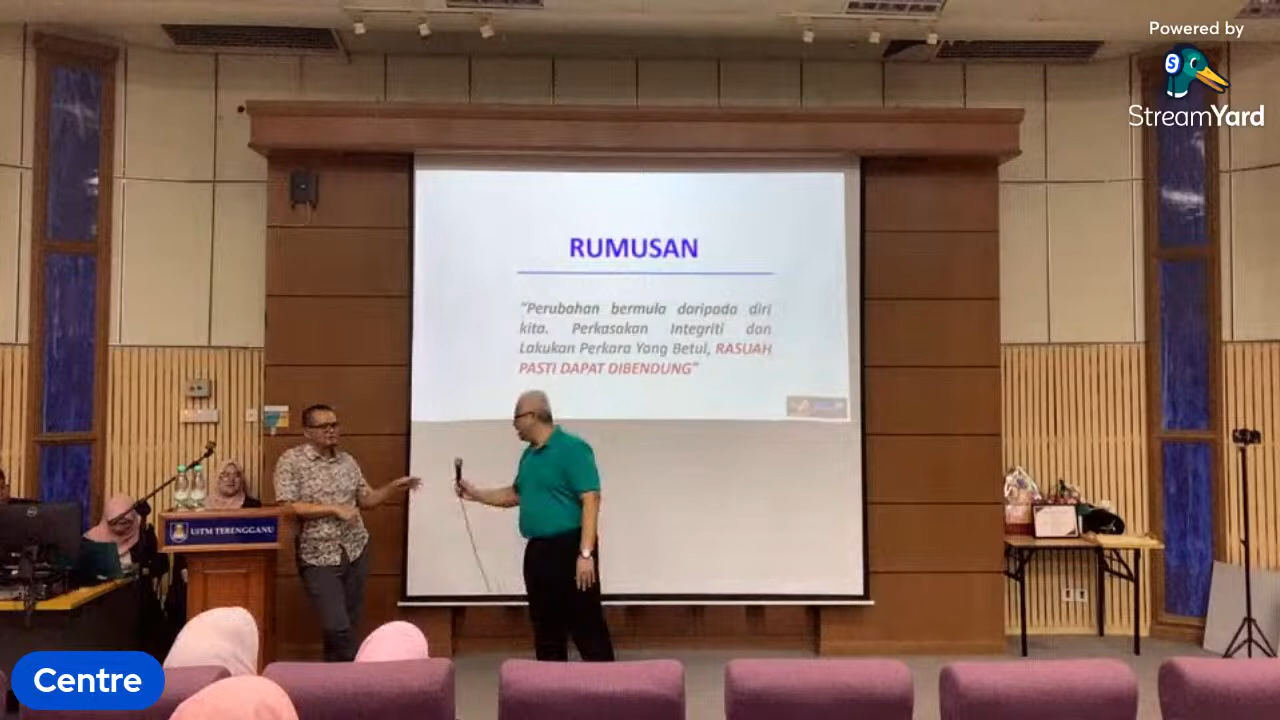 Powered by
S
StreamYard
RUMUSAN
"Perubahan bermula daripada diri
kita. Perkasakan Integriti dan
Lakukan Perkara Yang Betul, RASUAH
PASTI DAPAT DIBENDUNG"
UITM TERENGGANU
Centre